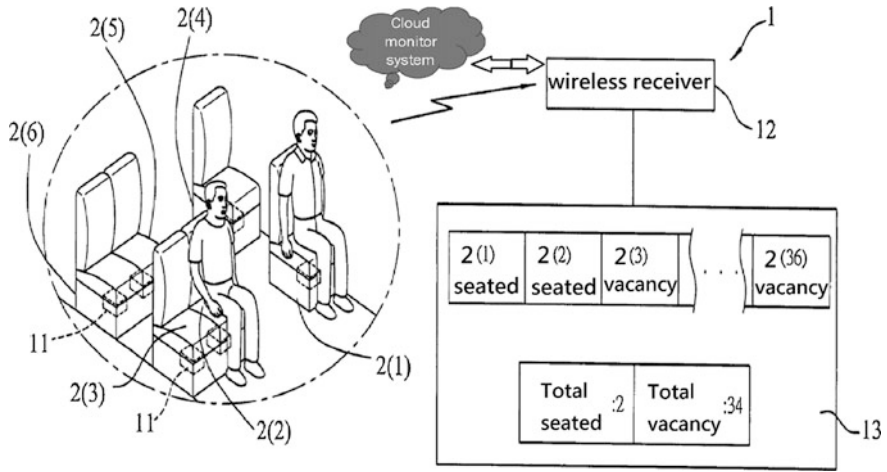 Cloud
monitor
system
1
wireless receiver
12
2(4)
2(5)
2(6)
2(1) 2(2) 2(3) 2(36)
seated seated vacancy · · · · vacancy
11
2(3)
11
2(2)
2(1)
Total Total
seated :2 vacancy :34
13